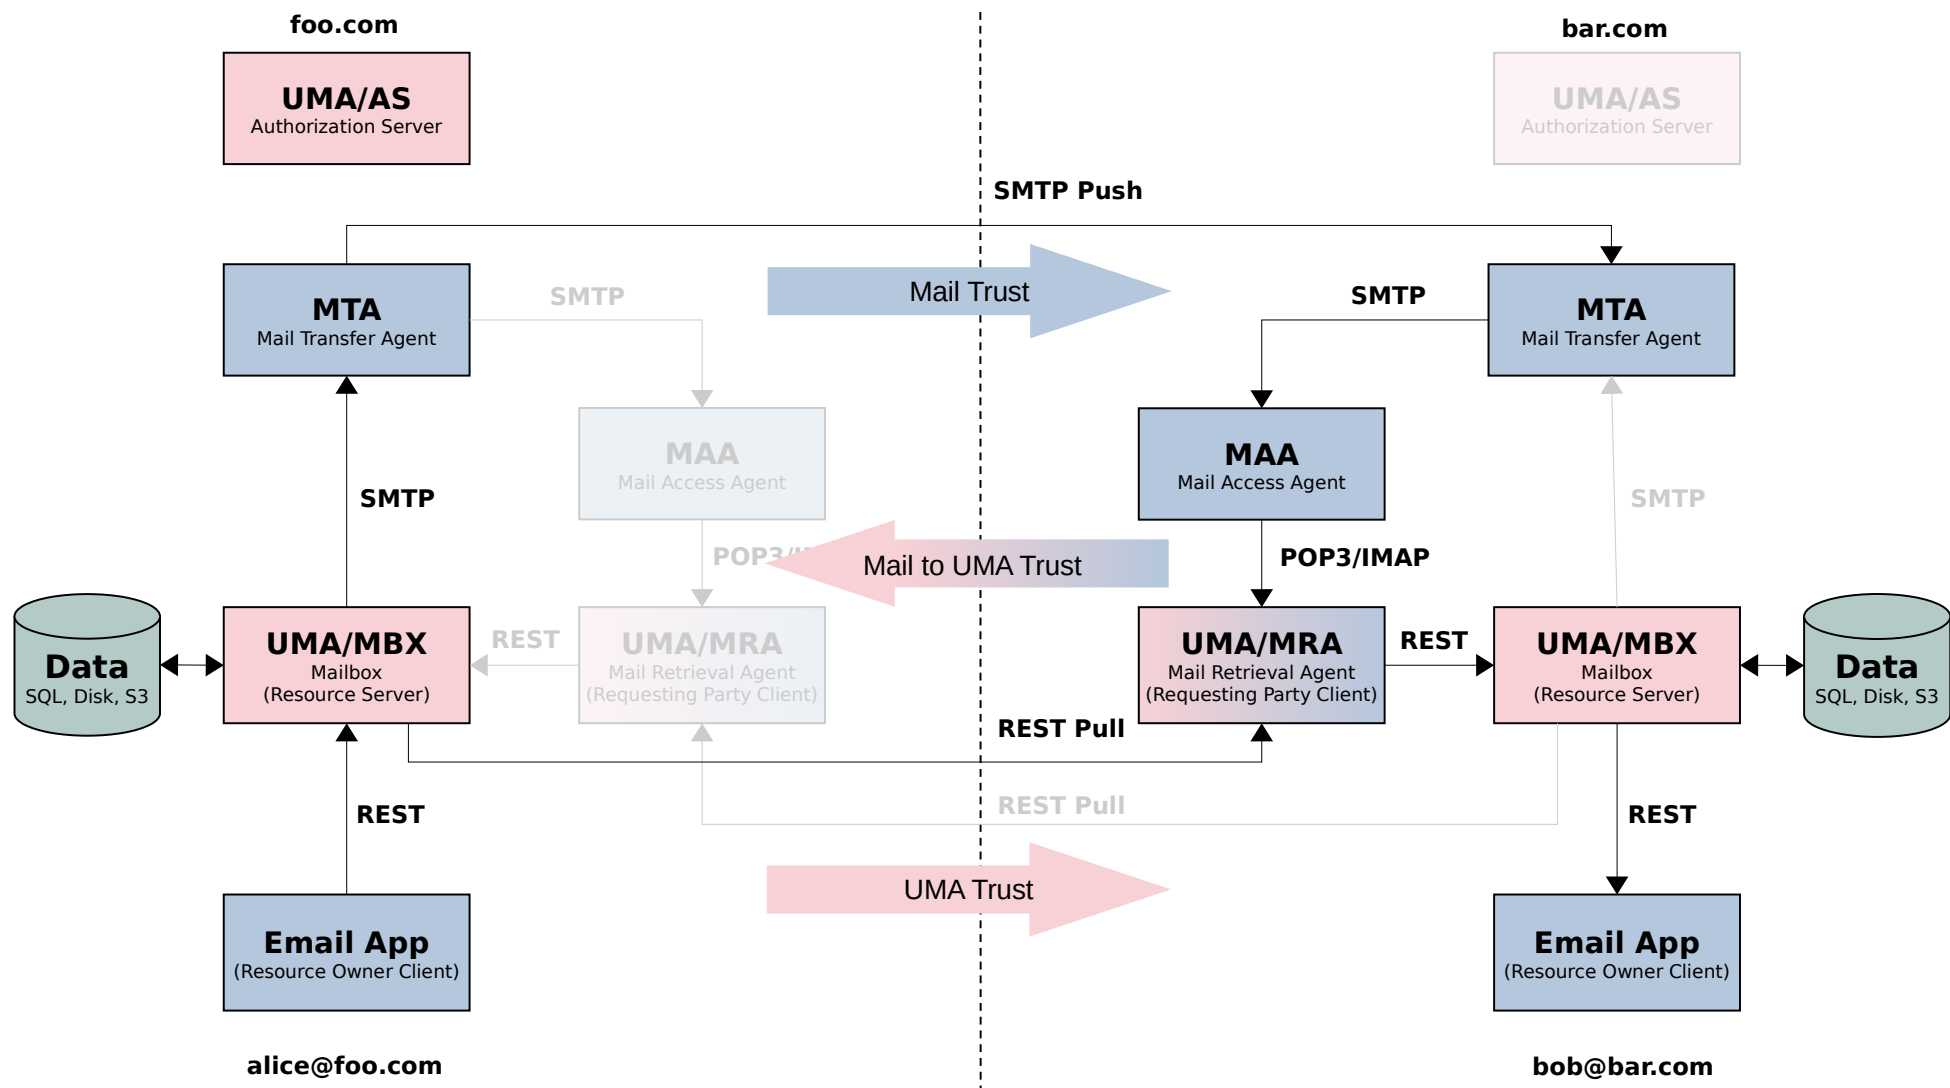 foo.com
bar.com
UMA/AS
Authorization Server
UMA/AS
Authorization Server
SMTP Push
MTA
Mail Transfer Agent
SMTP
Mail Trust
SMTP
MTA
Mail Transfer Agent
MAA
Mail Access Agent
MAA
Mail Access Agent
SMTP
SMTP
POP3/
Mail to UMA Trust
POP3/IMAP
Data
SQL, Disk, S3
UMA/MBX
Mailbox
(Resource Server)
REST
UMA/MRA
Mail Retrieval Agent
(Requesting Party Client)
UMA/MRA
Mail Retrieval Agent
(Requesting Party Client)
REST
UMA/MBX
Mailbox
(Resource Server)
Data
SQL, Disk, S3
REST Pull
REST Pull
REST
REST
UMA Trust
Email App
(Resource Owner Client)
Email App
(Resource Owner Client)
alice@foo.com
bob@bar.com